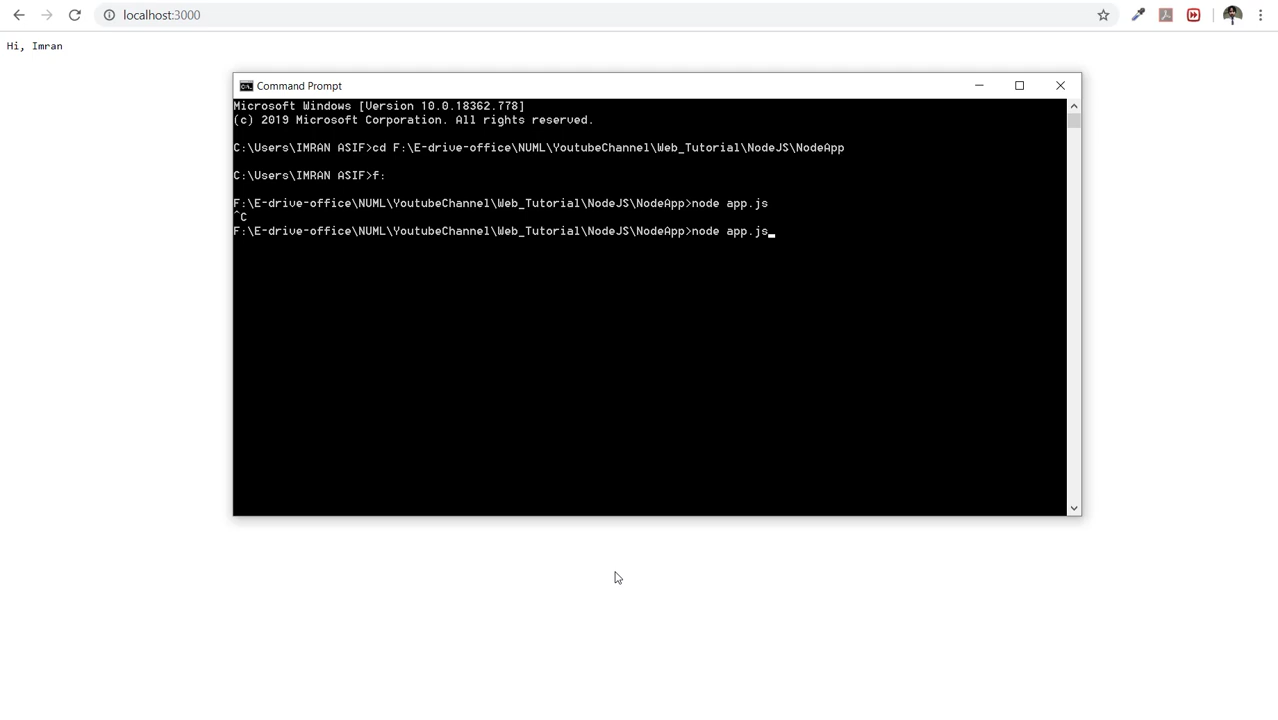 localhost:3000
Hi, Imran
Command Prompt
Microsoft Windows [Version 10.0.18362.778]
(c) 2019 Microsoft Corporation. All rights reserved.
C:\Users\IMRAN ASIF>cd F:\E-drive-office\NUML\YoutubeChannel\Web_Tutorial\NodeJS\NodeApp
C:\Users\IMRAN ASIF>f:
F:\E-drive-office\NUML\YoutubeChannel\Web_Tutorial\NodeJS\NodeApp>node app.js
^C
F:\E-drive-office\NUML\YoutubeChannel\Web_Tutorial\NodeJS\NodeApp>node app.js